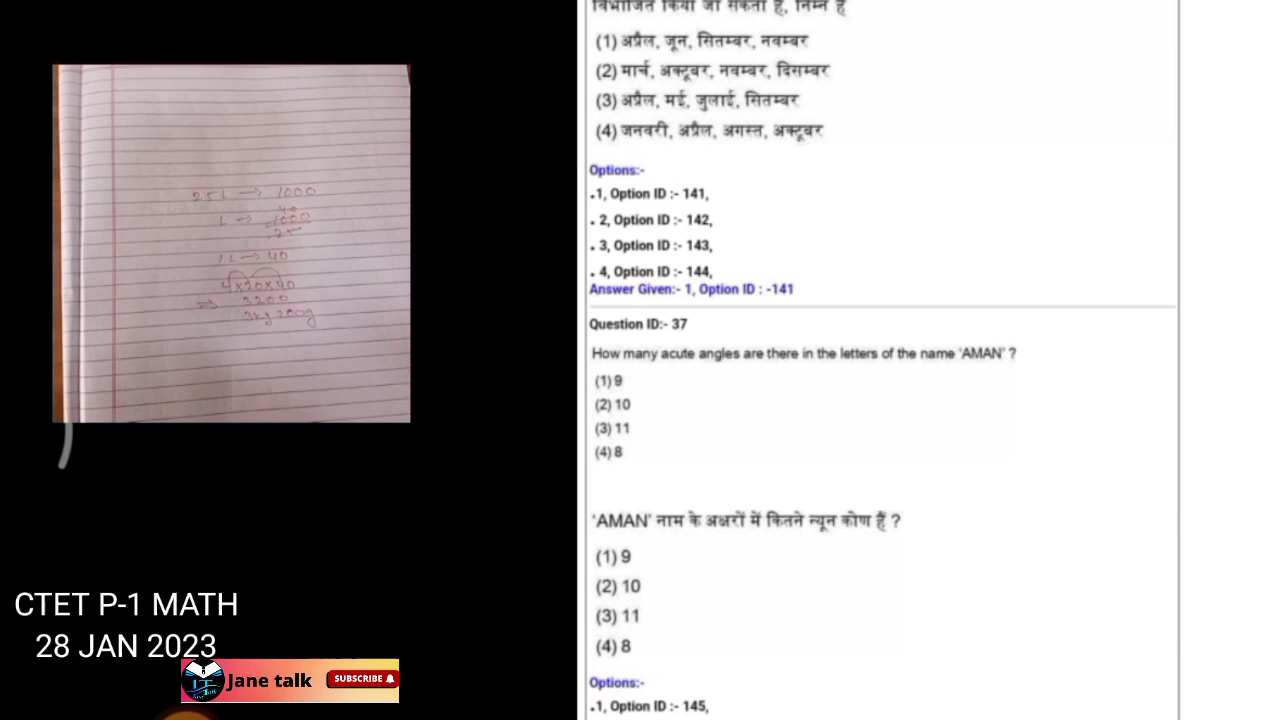 25L → 1000
40
L → 1000
25
1L → 40
4×20×40
⇒ 3200
3kg 200g
CTET P-1 MATH
28 JAN 2023
Jane talk
SUBSCRIBE
विभाजित किया जा सकता है, निम्न हैं
(1) अप्रैल, जून, सितम्बर, नवम्बर
(2) मार्च, अक्टूबर, नवम्बर, दिसम्बर
(3) अप्रैल, मई, जुलाई, सितम्बर
(4) जनवरी, अप्रैल, अगस्त, अक्टूबर
Options:-
.1, Option ID :- 141,
. 2, Option ID :- 142,
. 3, Option ID :- 143,
. 4, Option ID :- 144,
Answer Given:- 1, Option ID : -141
Question ID:- 37
How many acute angles are there in the letters of the name 'AMAN' ?
(1) 9
(2) 10
(3) 11
(4) 8
'AMAN' नाम के अक्षरों में कितने न्यून कोण हैं ?
(1) 9
(2) 10
(3) 11
(4) 8
Options:-
.1, Option ID :- 145,